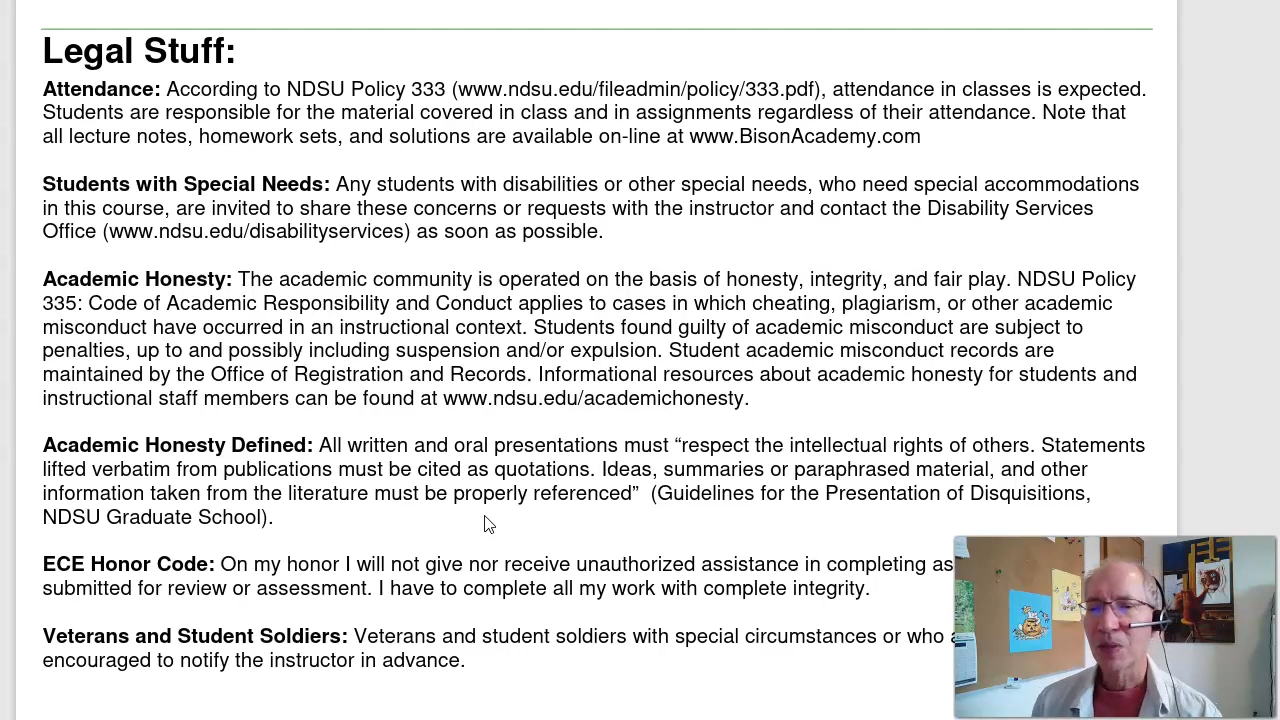 Legal Stuff:
Attendance: According to NDSU Policy 333 (www.ndsu.edu/fileadmin/policy/333.pdf), attendance in classes is expected.
Students are responsible for the material covered in class and in assignments regardless of their attendance. Note that
all lecture notes, homework sets, and solutions are available on-line at www.BisonAcademy.com
Students with Special Needs: Any students with disabilities or other special needs, who need special accommodations
in this course, are invited to share these concerns or requests with the instructor and contact the Disability Services
Office (www.ndsu.edu/disabilityservices) as soon as possible.
Academic Honesty: The academic community is operated on the basis of honesty, integrity, and fair play. NDSU Policy
335: Code of Academic Responsibility and Conduct applies to cases in which cheating, plagiarism, or other academic
misconduct have occurred in an instructional context. Students found guilty of academic misconduct are subject to
penalties, up to and possibly including suspension and/or expulsion. Student academic misconduct records are
maintained by the Office of Registration and Records. Informational resources about academic honesty for students and
instructional staff members can be found at www.ndsu.edu/academichonesty.
Academic Honesty Defined: All written and oral presentations must “respect the intellectual rights of others. Statements
lifted verbatim from publications must be cited as quotations. Ideas, summaries or paraphrased material, and other
information taken from the literature must be properly referenced” (Guidelines for the Presentation of Disquisitions,
NDSU Graduate School).
ECE Honor Code: On my honor I will not give nor receive unauthorized assistance in completing
submitted for review or assessment. I have to complete all my work with complete integrity.
Veterans and Student Soldiers: Veterans and student soldiers with special circumstances or who
encouraged to notify the instructor in advance.